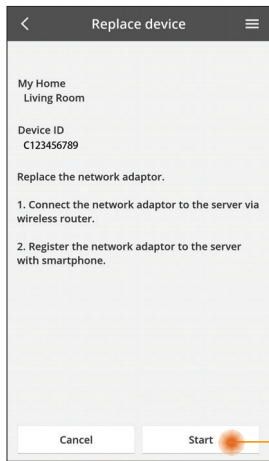 Replace device
My Home
Living Room
Device ID
C123456789
Replace the network adaptor.
1. Connect the network adaptor to the server via
wireless router.
2. Register the network adaptor to the server
with smartphone.
Cancel Start